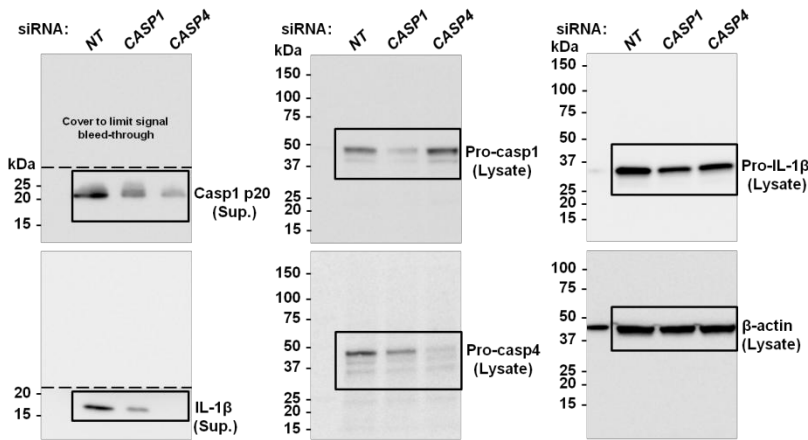 siRNA: NT CASP1 CASP4
Cover to limit signal
bleed-through
kDa
25
20
15
Casp1 p20
(Sup.)
20
15
IL-1β
(Sup.)
siRNA: NT CASP1 CASP4
kDa
150
100
75
50
37
25
20
15
Pro-casp1
(Lysate)
150
100
75
50
37
25
20
15
Pro-casp4
(Lysate)
siRNA: NT CASP1 CASP4
kDa
150
100
75
50
37
25
20
15
Pro-IL-1β
(Lysate)
100
75
50
37
25
20
15
β-actin
(Lysate)